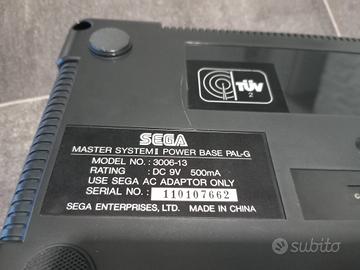 TÜV
2
SEGA
MASTER SYSTEM II POWER BASE PAL-G
MODEL NO. : 3006-13
RATING : DC 9V 500mA
USE SEGA AC ADAPTOR ONLY
SERIAL NO. : 110107662
SEGA ENTERPRISES, LTD. MADE IN CHINA
subito